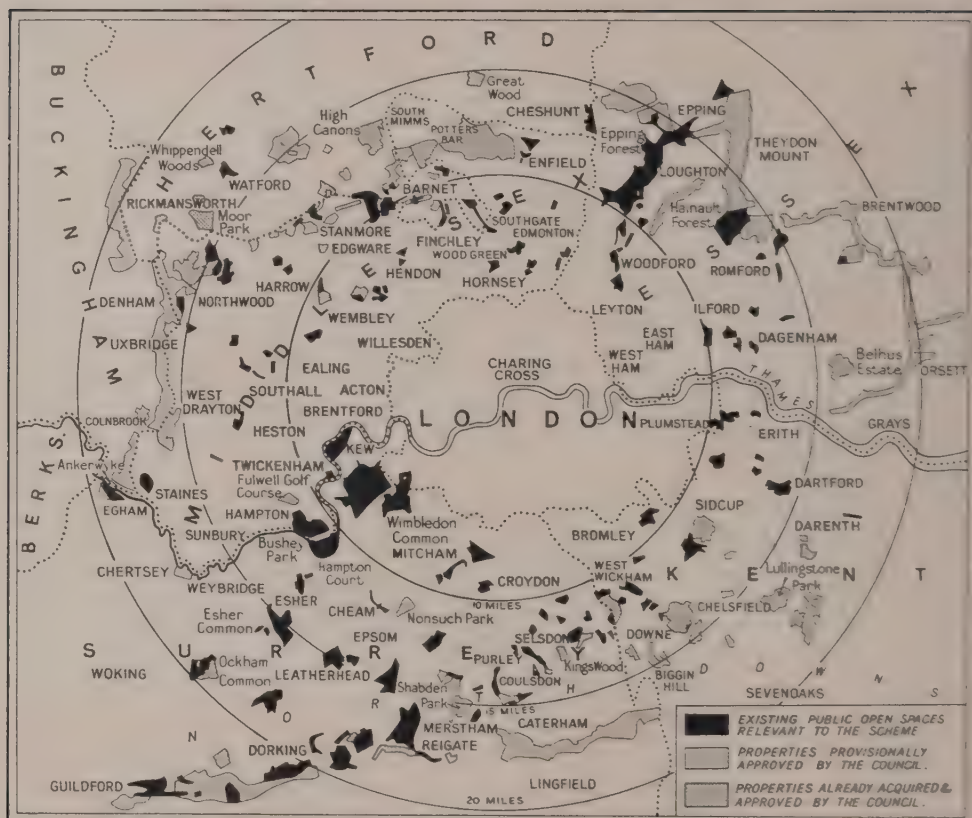 BUCKINGHAM
HERTFORD
ESSEX
MIDDLESEX
Great
Wood
CHESHUNT
EPPING
High
Canons
SOUTH
MIMMS
POTTERS
BAR
Epping
Forest
THEYDON
MOUNT
Whippendell
Woods
ENFIELD
LOUGHTON
WATFORD
BARNET
RICKMANSWORTH
Moor
Park
Hainault
Forest
BRENTWOOD
STANMORE
EDGWARE
FINCHLEY
SOUTHGATE
EDMONTON
WOOD GREEN
WOODFORD
ROMFORD
HENDON
HORNSEY
HARROW
DENHAM
NORTHWOOD
WEMBLEY
LEYTON
ILFORD
UXBRIDGE
WILLESDEN
EAST
HAM
DAGENHAM
EALING
CHARING
CROSS
WEST
HAM
Belhus
Estate
ORSETT
THAMES
WEST
DRAYTON
SOUTHALL
ACTON
BRENTFORD
LONDON
PLUMSTEAD
COLNBROOK
HESTON
KEW
ERITH
GRAYS
BERKS.
Ankerwyke
TWICKENHAM
Fulwell Golf
Course
STAINES
EGHAM
DARTFORD
SIDCUP
HAMPTON
Wimbledon
Common
SUNBURY
Bushey
Park
MITCHAM
BROMLEY
DARENTH
CHERTSEY
Hampton
Court
WEST
WICKHAM
Lullingstone
Park
WEYBRIDGE
CROYDON
KENT
ESHER
CHEAM
10 MILES
Nonsuch Park
CHELSFIELD
Esher
Common
EPSOM
SELSDON
DOWNE
SURREY
PURLEY
KingsWood
WOKING
Ockham
Common
LEATHERHEAD
COULSDON
BIGGIN
HILL
Shabden
Park
NORTH DOWNS
15 MILES
SEVENOAKS
MERSTHAM
CATERHAM
DORKING
REIGATE
GUILDFORD
LINGFIELD
20 MILES
EXISTING PUBLIC OPEN SPACES
RELEVANT TO THE SCHEME
PROPERTIES PROVISIONALLY
APPROVED BY THE COUNCIL.
PROPERTIES ALREADY ACQUIRED &
APPROVED BY THE COUNCIL.